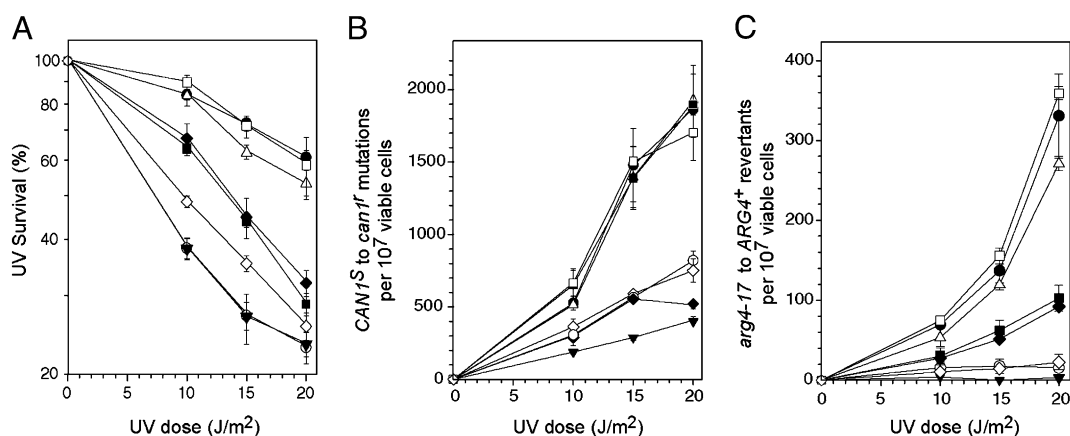 A
100
80
60
40
20
UV Survival (%)
0 5 10 15 20
UV dose (J/m²)
B
2000
1500
1000
500
0
CAN1ˢ to can1ʳ mutations
per 10⁷ viable cells
0 5 10 15 20
UV dose (J/m²)
C
400
300
200
100
0
arg4-17 to ARG4⁺ revertants
per 10⁷ viable cells
0 5 10 15 20
UV dose (J/m²)